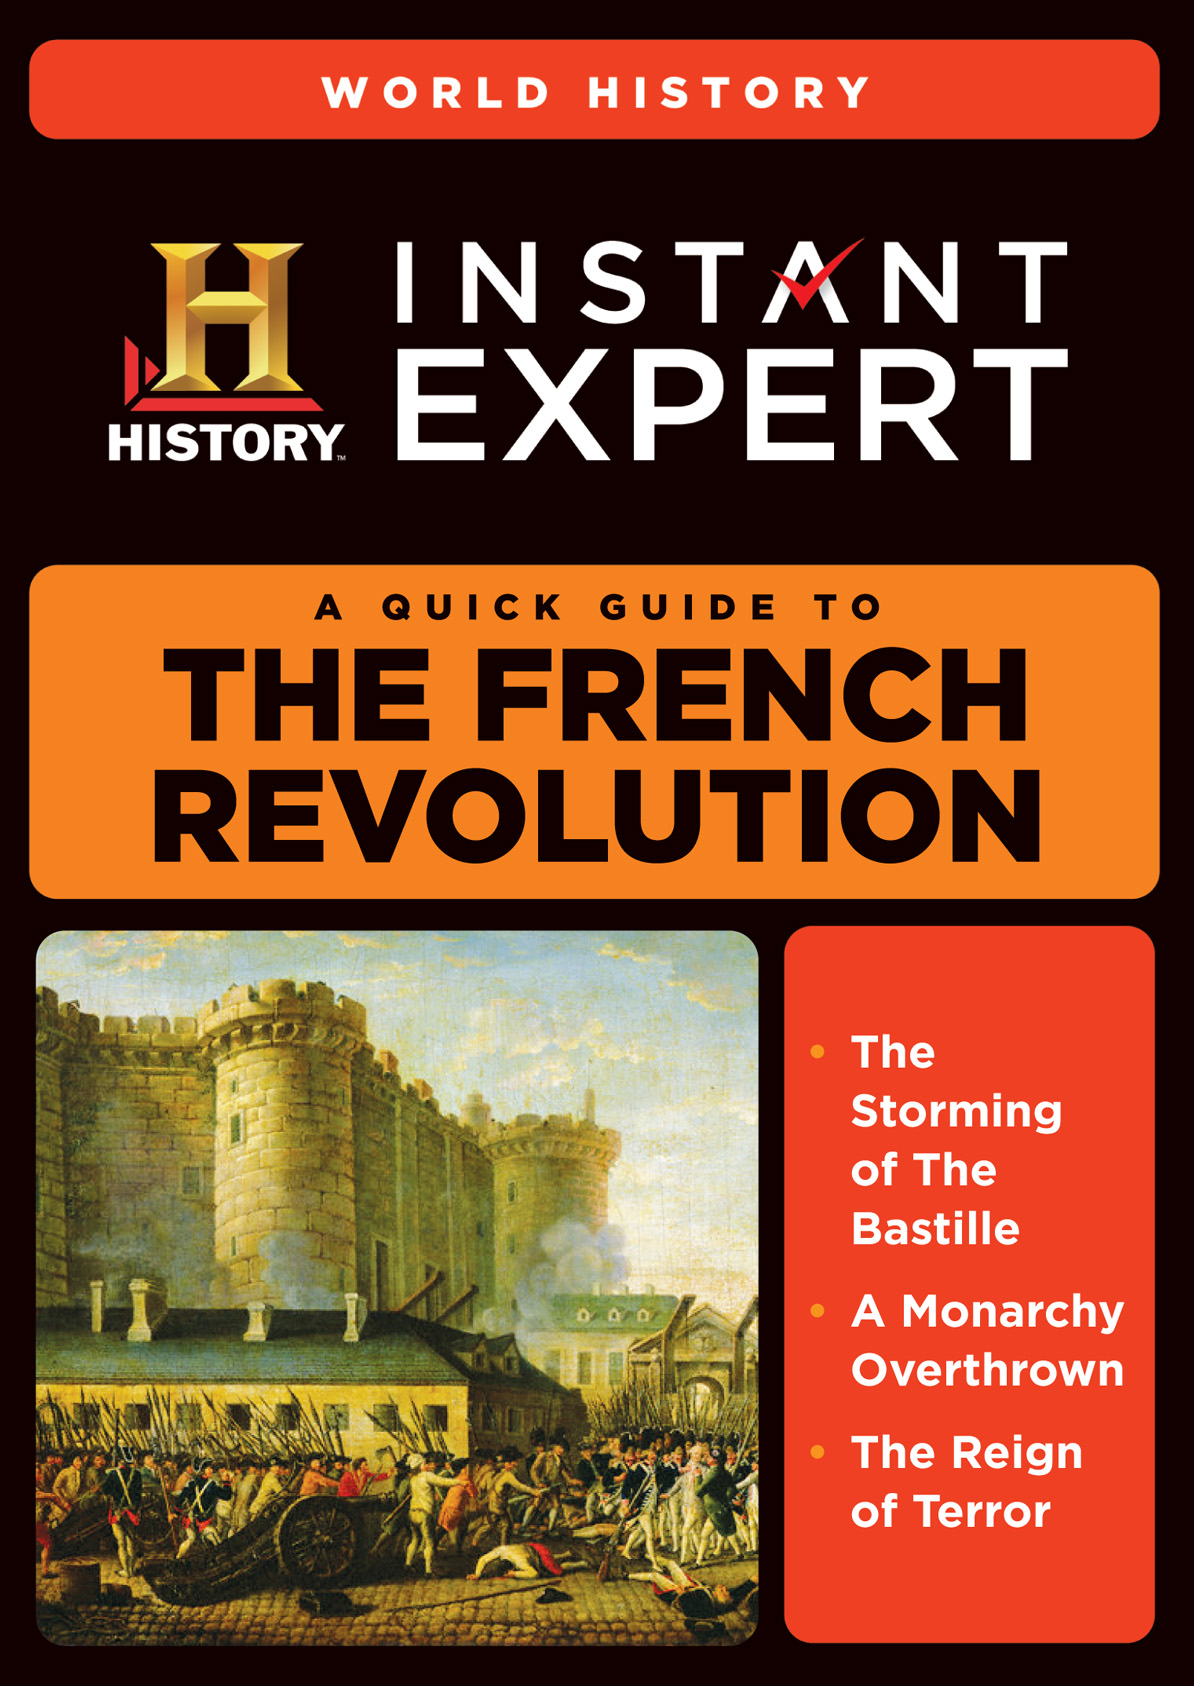 WORLD HISTORY
H
HISTORY™
INSTANT
EXPERT
A QUICK GUIDE TO
THE FRENCH
REVOLUTION
• The
Storming
of The
Bastille
• A Monarchy
Overthrown
• The Reign
of Terror